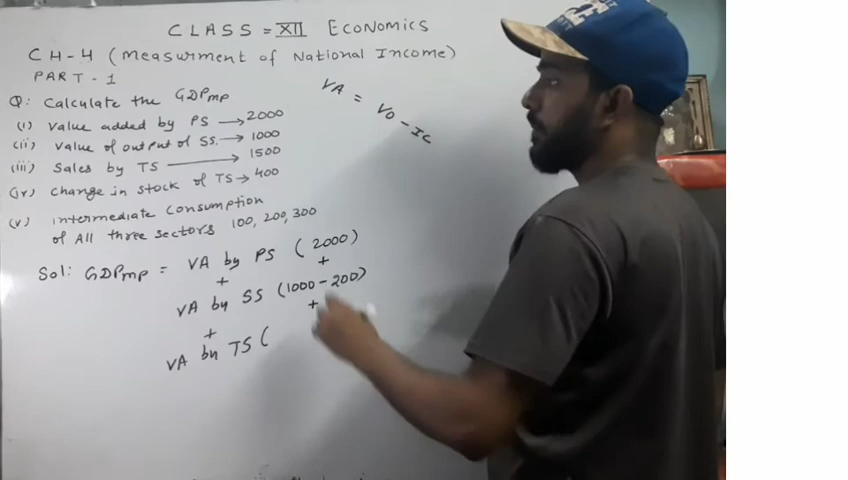 CLASS = XII ECONOMICS
CH-4 (Measurment of National Income)
PART-1
Q: Calculate the GDPmp
(i) Value added by PS → 2000
(ii) Value of output of SS. → 1000
(iii) Sales by TS → 1500
(iv) Change in stock of TS → 400
(v) Intermediate Consumption
of All three sectors 100, 200, 300
VA = VO - IC
Sol: GDPmp = VA by PS (2000)
+ +
VA by SS (1000-200)
+ +
VA by TS (